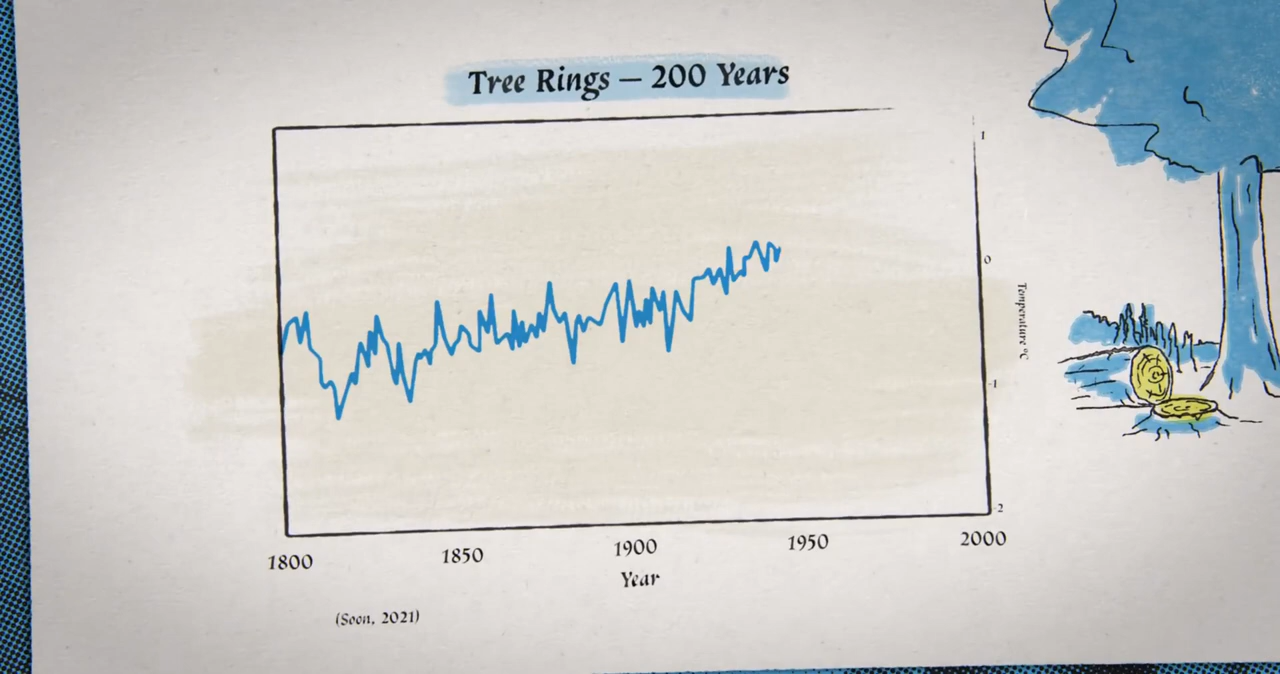 Tree Rings — 200 Years
1
0
Temperature °C
-1
-2
1800
1850
1900
1950
2000
Year
(Soon, 2021)